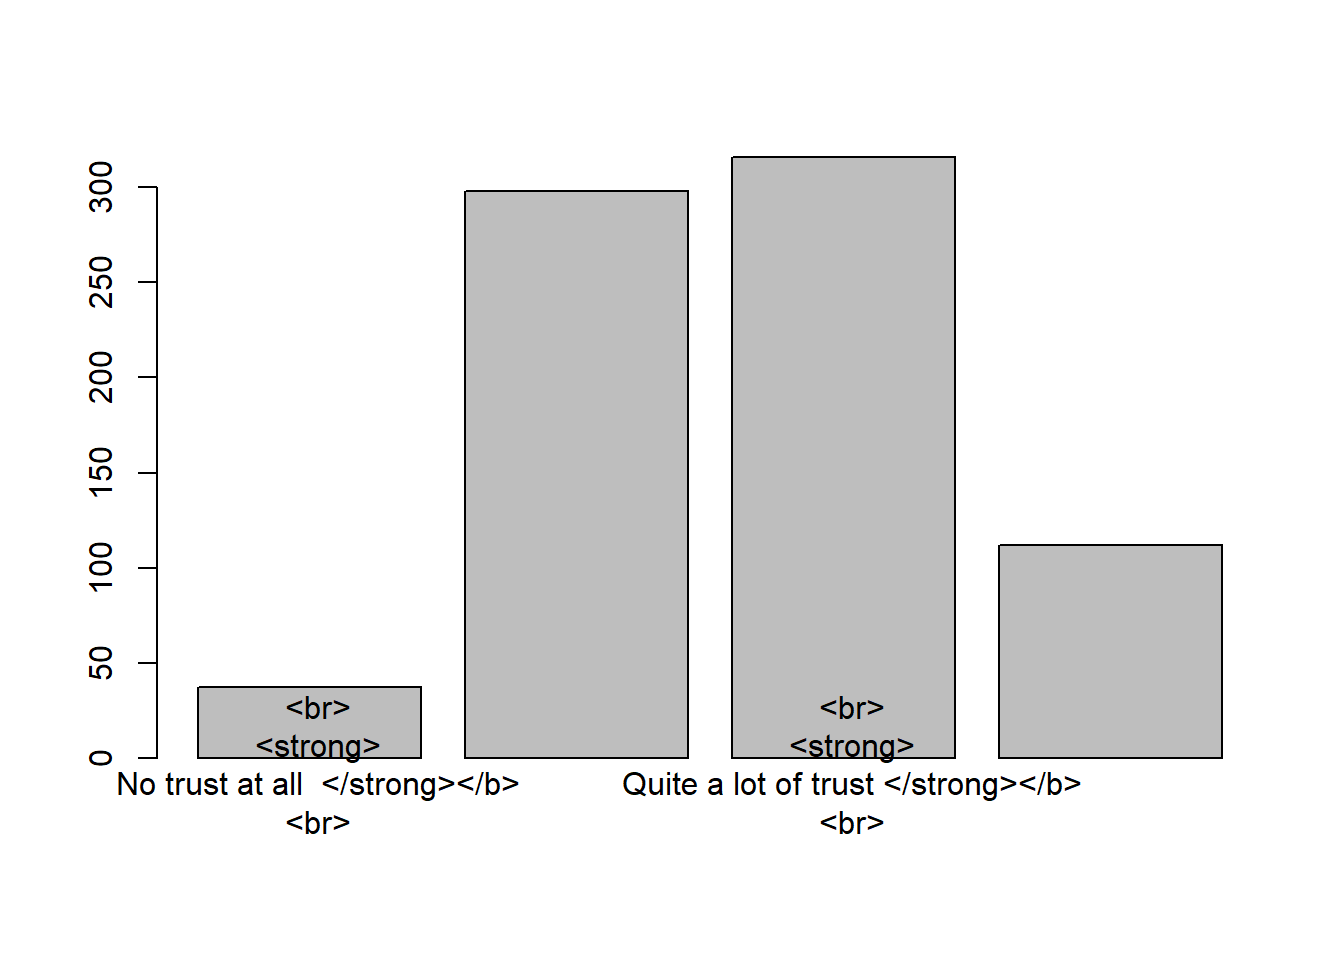 300
250
200
150
100
50
0
<br>
<strong>
No trust at all  </strong></b>
<br>
<br>
<strong>
Quite a lot of trust </strong></b>
<br>